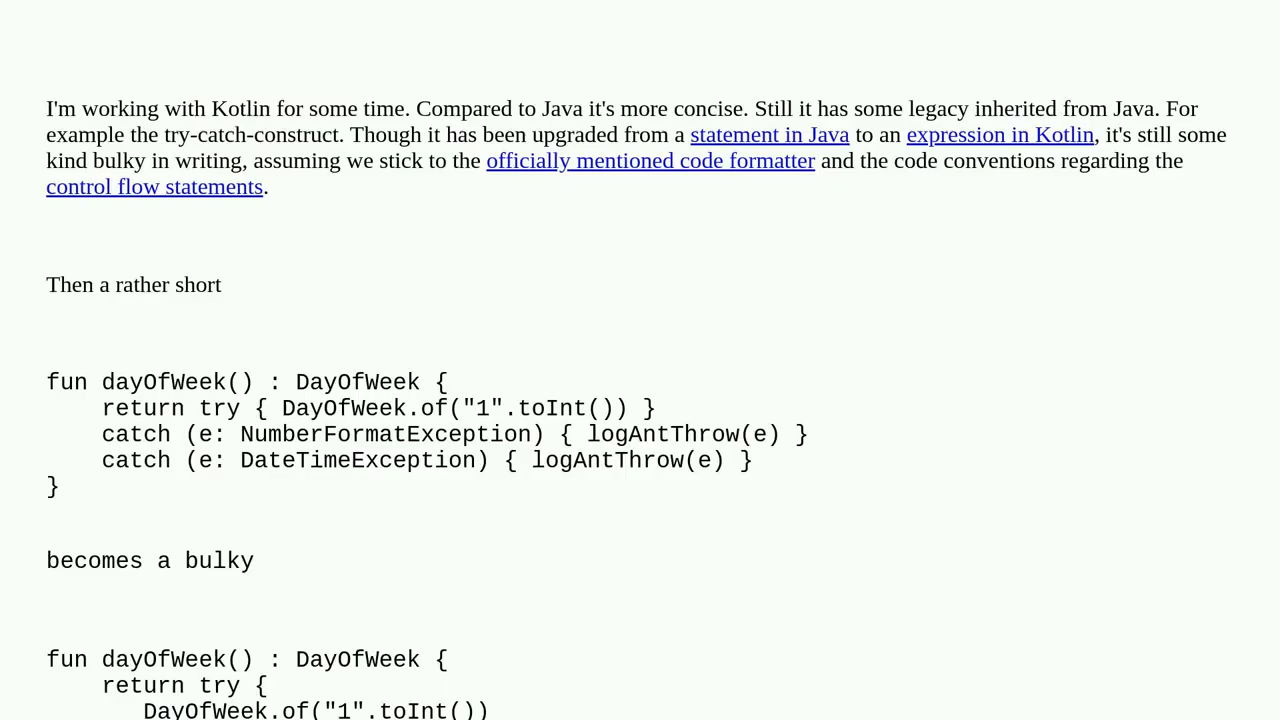 I'm working with Kotlin for some time. Compared to Java it's more concise. Still it has some legacy inherited from Java. For
example the try-catch-construct. Though it has been upgraded from a statement in Java to an expression in Kotlin, it's still some
kind bulky in writing, assuming we stick to the officially mentioned code formatter and the code conventions regarding the
control flow statements.
Then a rather short
fun dayOfWeek() : DayOfWeek {
    return try { DayOfWeek.of("1".toInt()) }
    catch (e: NumberFormatException) { logAntThrow(e) }
    catch (e: DateTimeException) { logAntThrow(e) }
}
becomes a bulky
fun dayOfWeek() : DayOfWeek {
    return try {
       DayOfWeek.of("1".toInt())